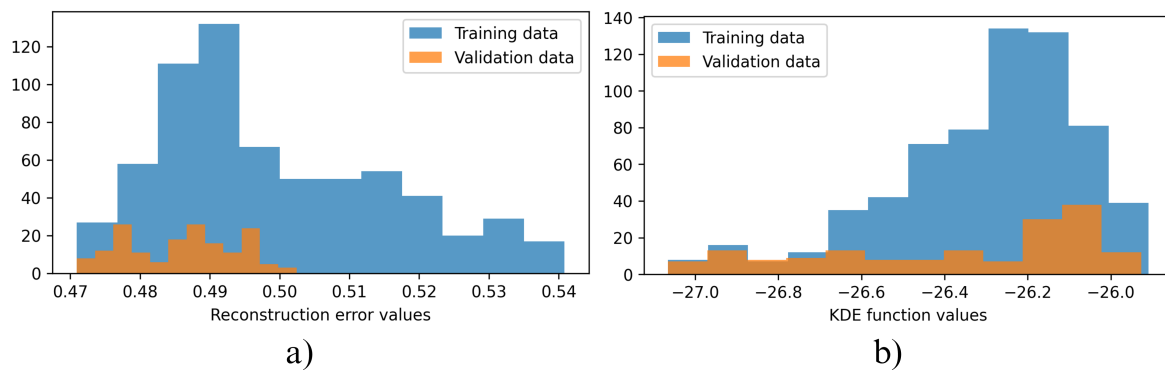 120
100
80
60
40
20
0
Training data
Validation data
0.47 0.48 0.49 0.50 0.51 0.52 0.53 0.54
Reconstruction error values
a)
140
120
100
80
60
40
20
0
Training data
Validation data
−27.0 −26.8 −26.6 −26.4 −26.2 −26.0
KDE function values
b)